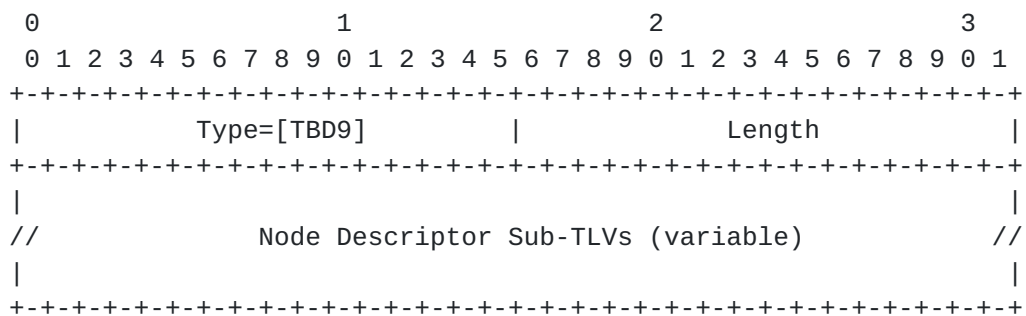 0                   1                   2                   3
 0 1 2 3 4 5 6 7 8 9 0 1 2 3 4 5 6 7 8 9 0 1 2 3 4 5 6 7 8 9 0 1
+-+-+-+-+-+-+-+-+-+-+-+-+-+-+-+-+-+-+-+-+-+-+-+-+-+-+-+-+-+-+-+-+
|           Type=[TBD9]         |             Length            |
+-+-+-+-+-+-+-+-+-+-+-+-+-+-+-+-+-+-+-+-+-+-+-+-+-+-+-+-+-+-+-+-+
|                                                               |
//              Node Descriptor Sub-TLVs (variable)            //
|                                                               |
+-+-+-+-+-+-+-+-+-+-+-+-+-+-+-+-+-+-+-+-+-+-+-+-+-+-+-+-+-+-+-+-+